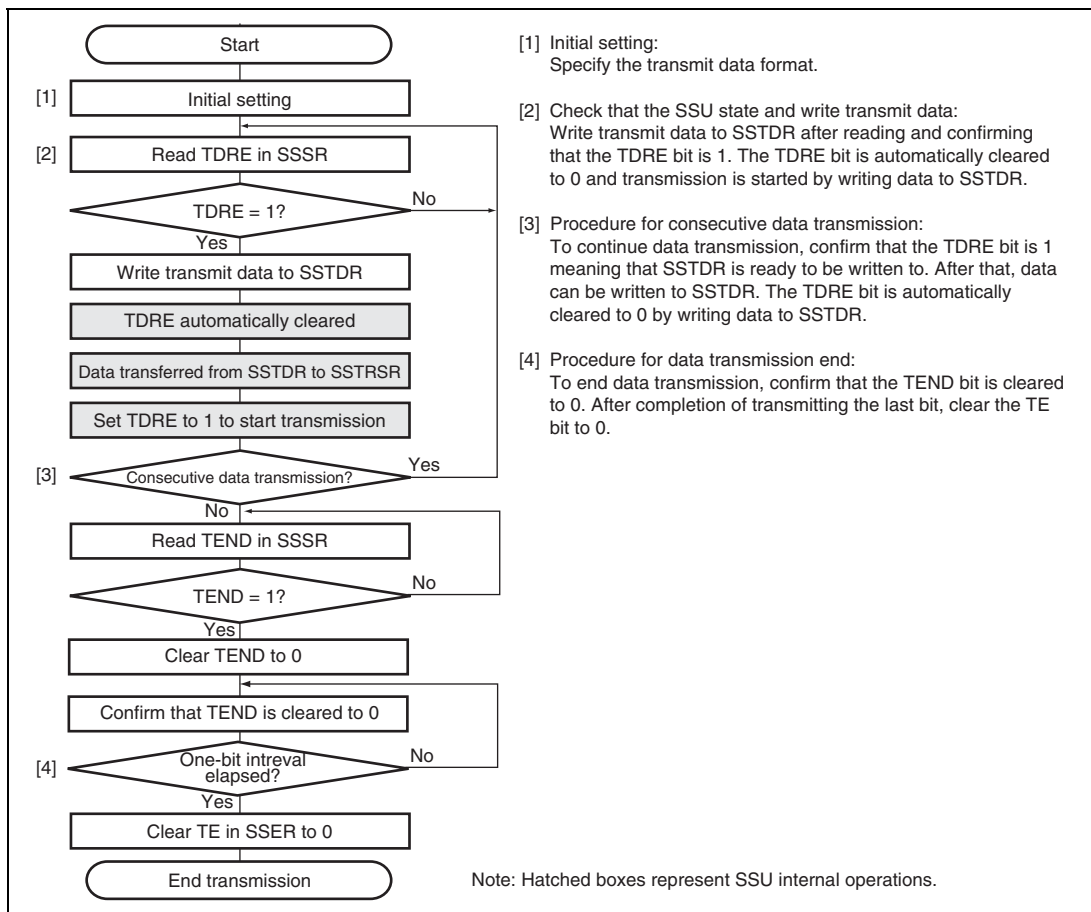 Start
[1]
Initial setting
[2]
Read TDRE in SSSR
TDRE = 1?
No
Yes
Write transmit data to SSTDR
TDRE automatically cleared
Data transferred from SSTDR to SSTRSR
Set TDRE to 1 to start transmission
[3]
Consecutive data transmission?
Yes
No
Read TEND in SSSR
TEND = 1?
No
Yes
Clear TEND to 0
Confirm that TEND is cleared to 0
[4]
One-bit intreval
elapsed?
No
Yes
Clear TE in SSER to 0
End transmission
[1] Initial setting:
Specify the transmit data format.
[2] Check that the SSU state and write transmit data:
Write transmit data to SSTDR after reading and confirming
that the TDRE bit is 1. The TDRE bit is automatically cleared
to 0 and transmission is started by writing data to SSTDR.
[3] Procedure for consecutive data transmission:
To continue data transmission, confirm that the TDRE bit is 1
meaning that SSTDR is ready to be written to. After that, data
can be written to SSTDR. The TDRE bit is automatically
cleared to 0 by writing data to SSTDR.
[4] Procedure for data transmission end:
To end data transmission, confirm that the TEND bit is cleared
to 0. After completion of transmitting the last bit, clear the TE
bit to 0.
Note: Hatched boxes represent SSU internal operations.